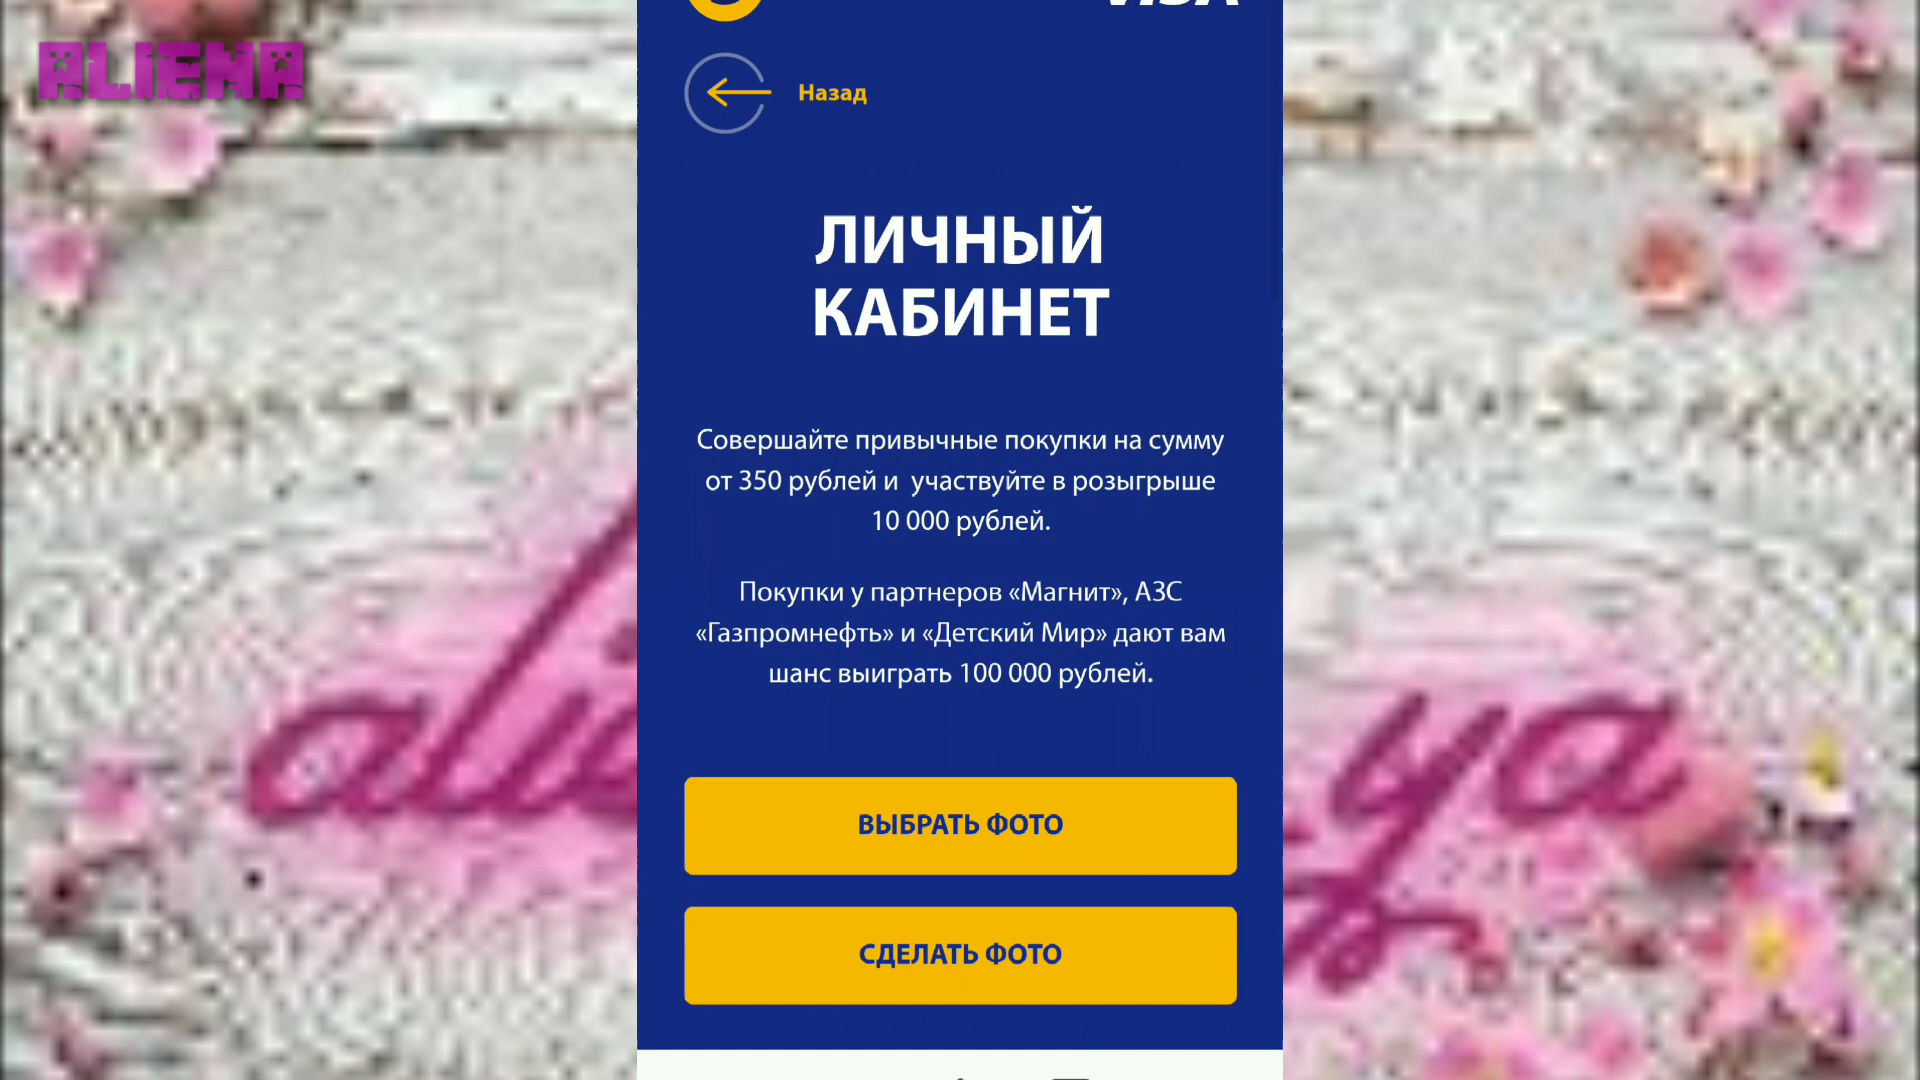 VISA
ALIENA
Назад
ЛИЧНЫЙ
КАБИНЕТ
Совершайте привычные покупки на сумму
от 350 рублей и участвуйте в розыгрыше
10 000 рублей.
Покупки у партнеров «Магнит», АЗС
«Газпромнефть» и «Детский Мир» дают вам
шанс выиграть 100 000 рублей.
ВЫБРАТЬ ФОТО
СДЕЛАТЬ ФОТО